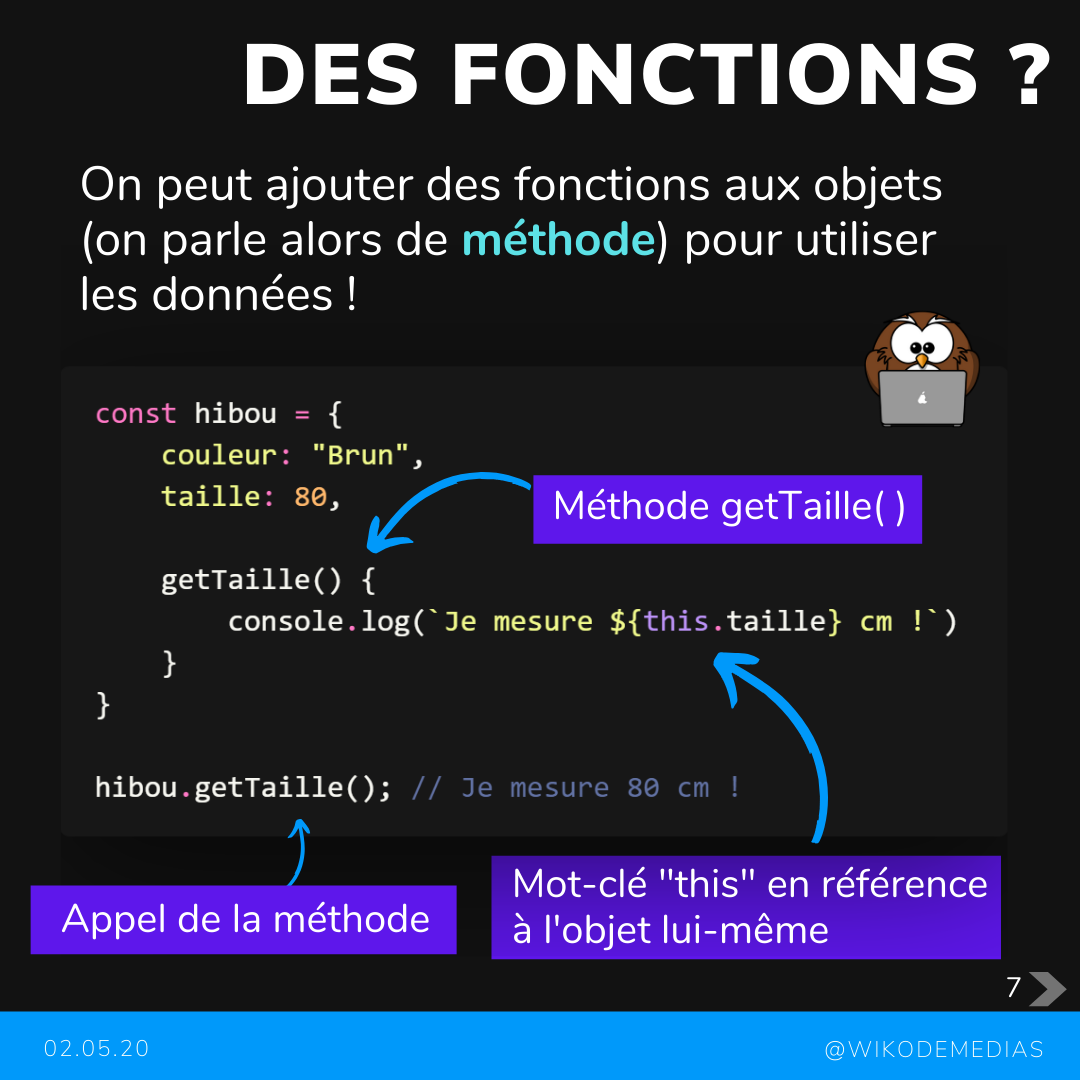 DES FONCTIONS ?
On peut ajouter des fonctions aux objets
(on parle alors de méthode) pour utiliser
les données !
const hibou = {
    couleur: "Brun",
    taille: 80,
Méthode getTaille( )
    getTaille() {
        console.log(`Je mesure ${this.taille} cm !`)
    }
}
hibou.getTaille(); // Je mesure 80 cm !
Appel de la méthode
Mot-clé "this" en référence
à l'objet lui-même
7
02.05.20
@WIKODEMEDIAS